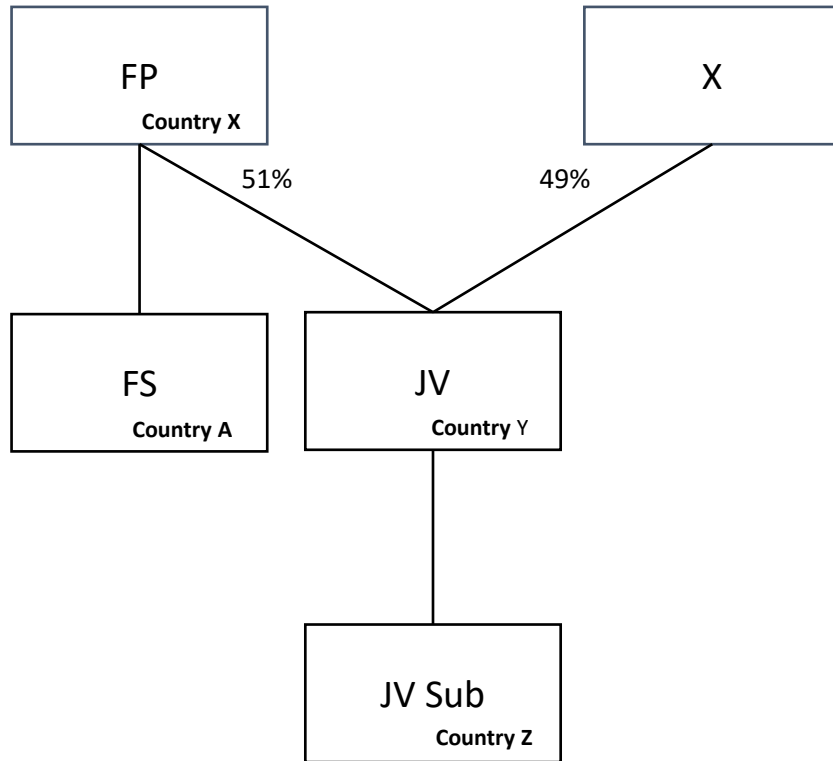 FP
Country X
X
51%
49%
FS
Country A
JV
Country Y
JV Sub
Country Z